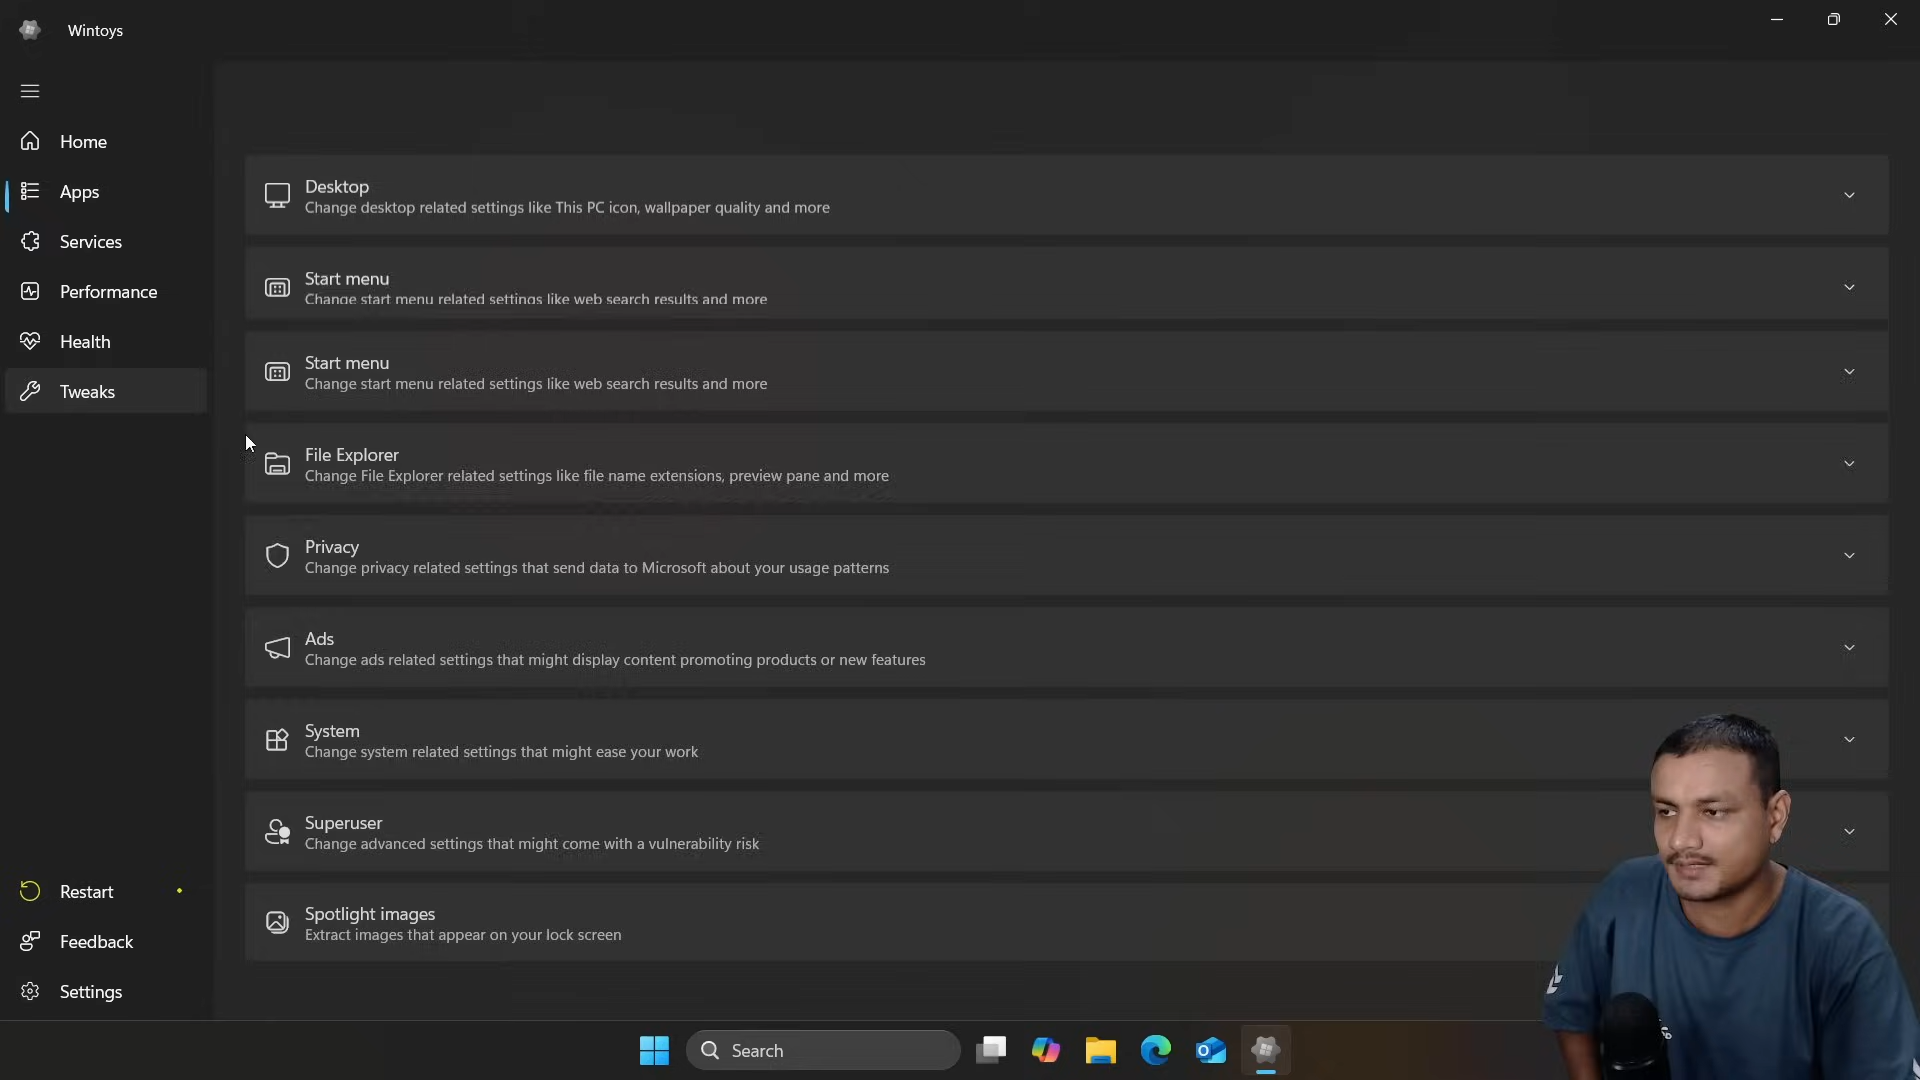 Wintoys
Home
Apps
Services
Performance
Health
Tweaks
Desktop
Change desktop related settings like This PC icon, wallpaper quality and more
Start menu
Change start menu related settings like web search results and more
Start menu
Change start menu related settings like web search results and more
File Explorer
Change File Explorer related settings like file name extensions, preview pane and more
Privacy
Change privacy related settings that send data to Microsoft about your usage patterns
Ads
Change ads related settings that might display content promoting products or new features
System
Change system related settings that might ease your work
Superuser
Change advanced settings that might come with a vulnerability risk
Spotlight images
Extract images that appear on your lock screen
Restart
Feedback
Settings
Search